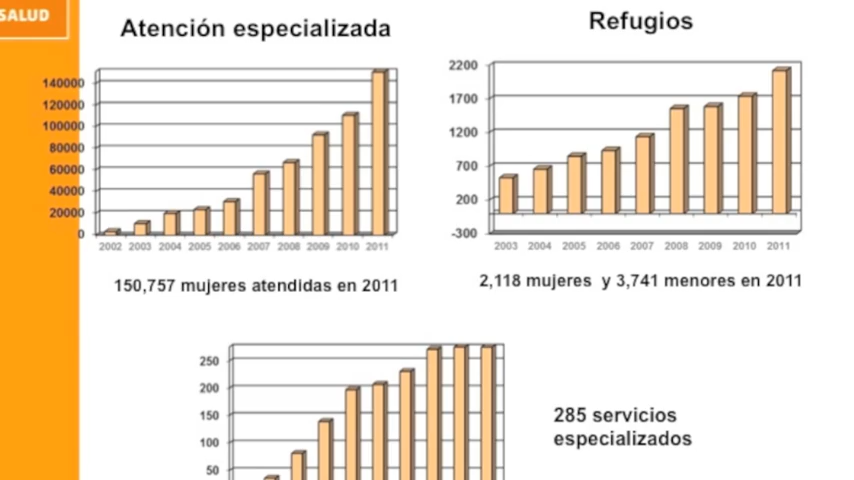 SALUD
Atención especializada
140000
120000
100000
80000
60000
40000
20000
0
2002 2003 2004 2005 2006 2007 2008 2009 2010 2011
150,757 mujeres atendidas en 2011
Refugios
2200
1700
1200
700
200
-300
2003 2004 2005 2006 2007 2008 2009 2010 2011
2,118 mujeres y 3,741 menores en 2011
250
200
150
100
50
285 servicios
especializados